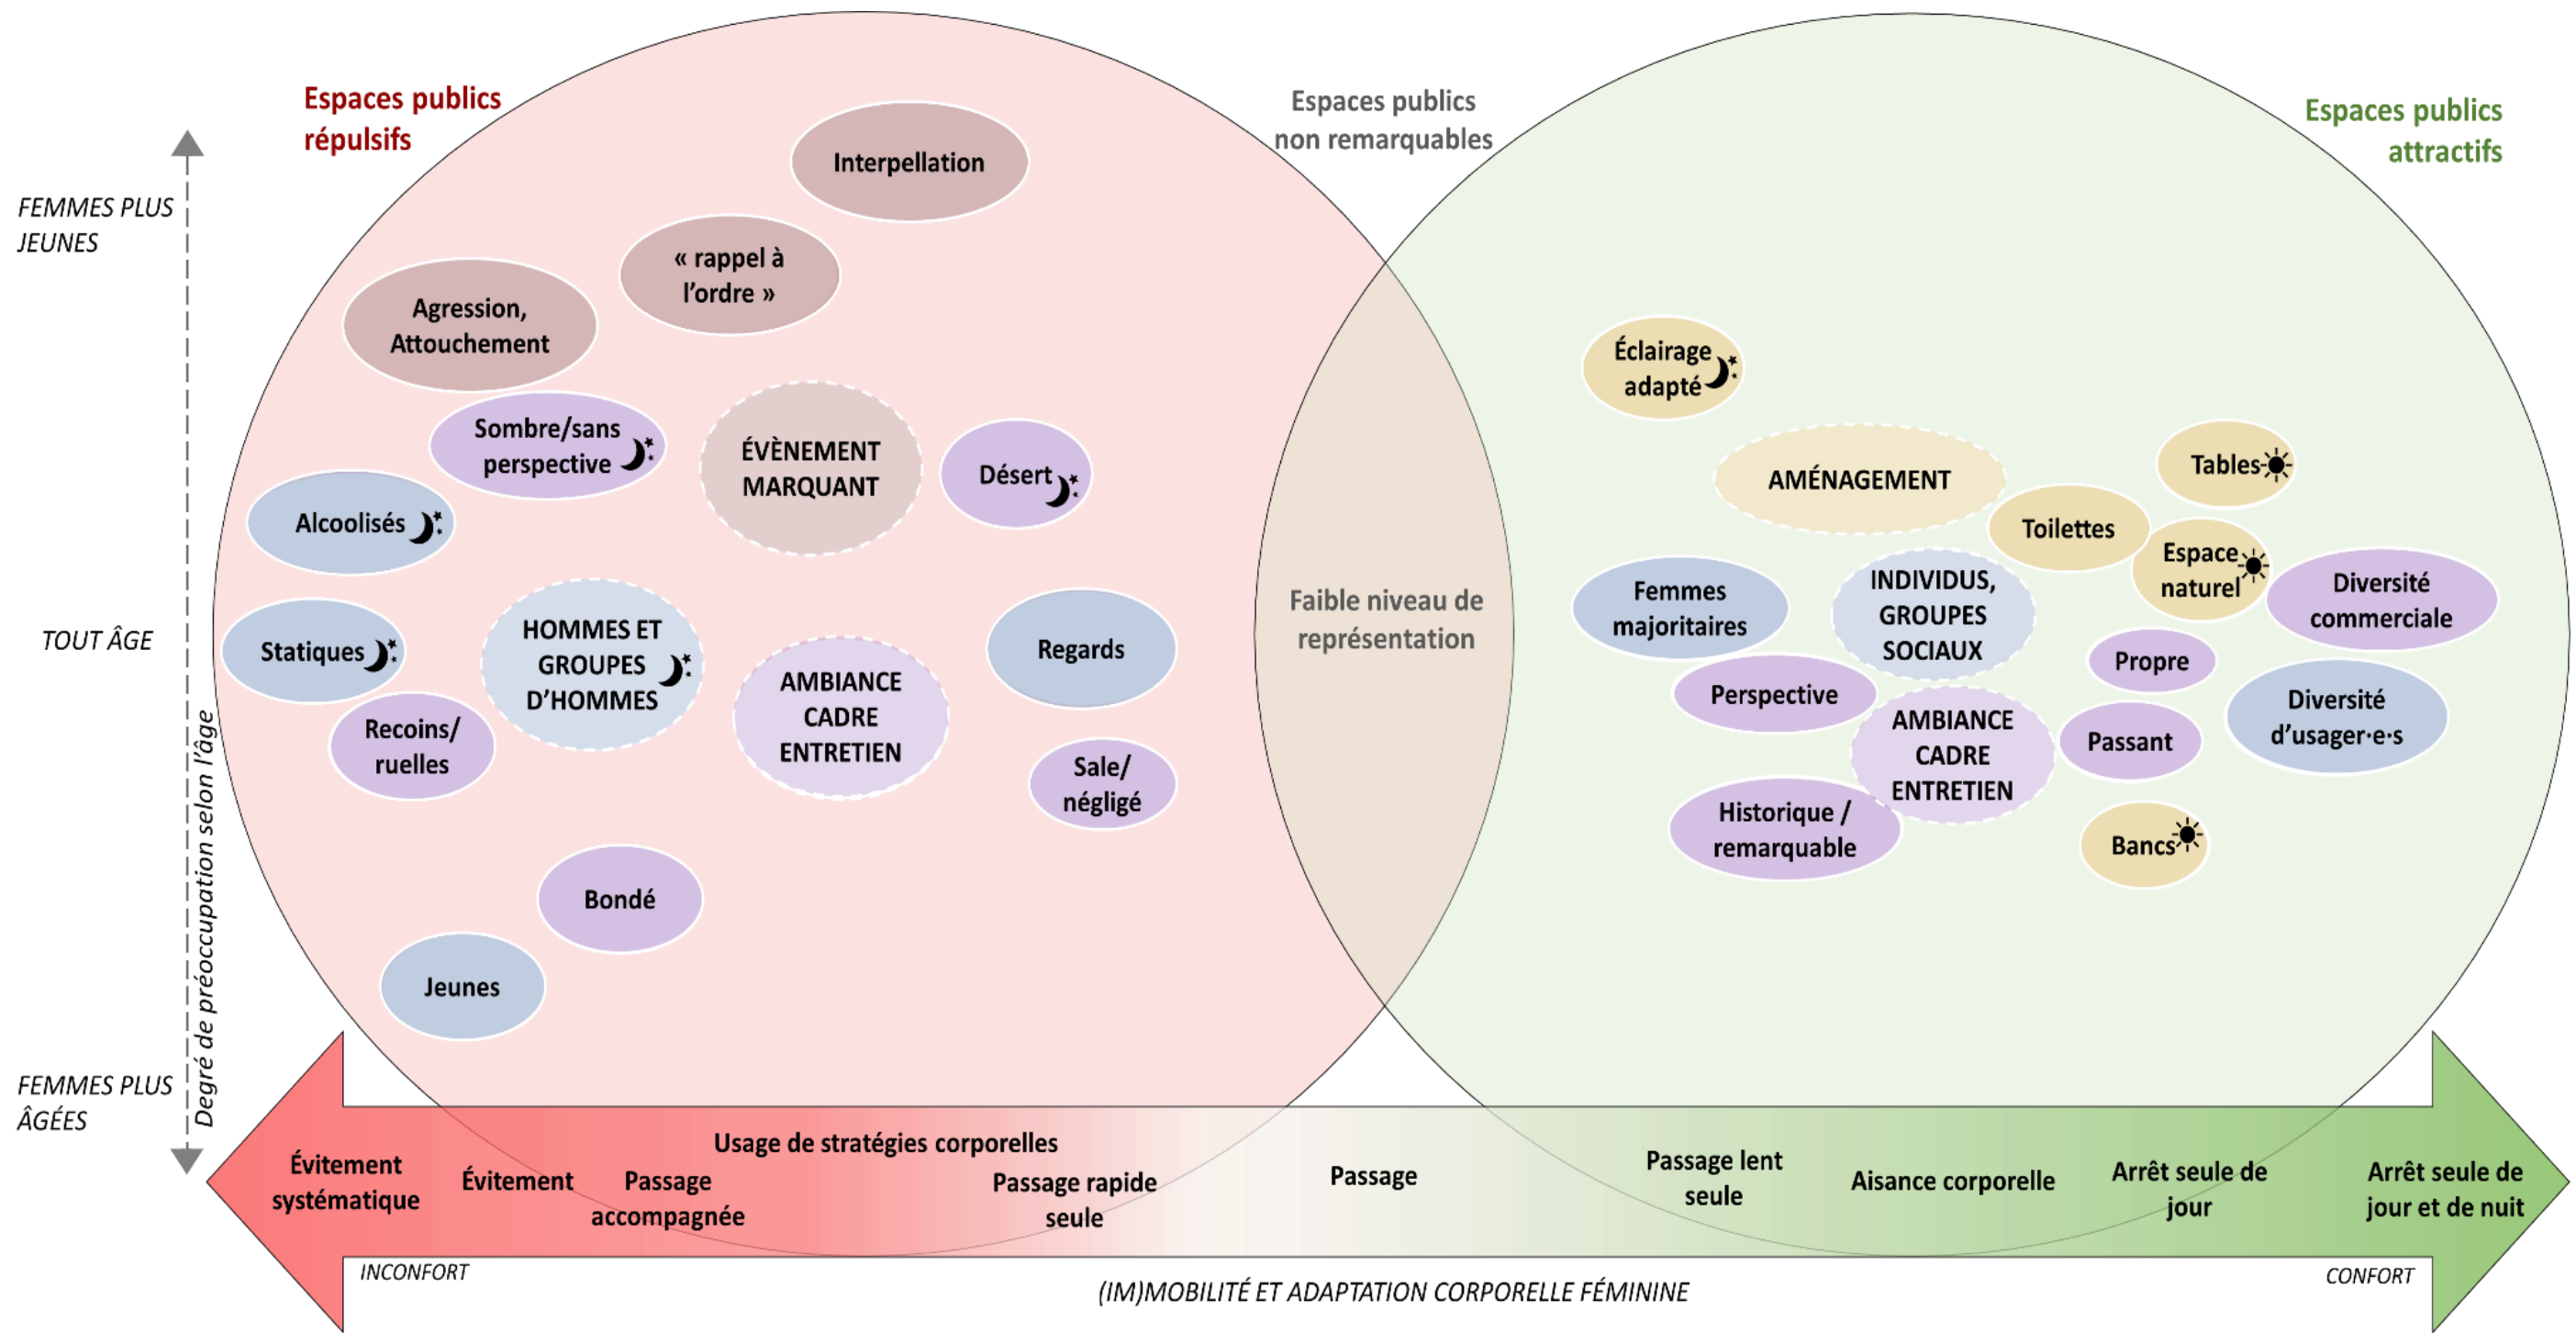 Espaces publics
répulsifs
Espaces publics
non remarquables
Espaces publics
attractifs
FEMMES PLUS
JEUNES
TOUT ÂGE
FEMMES PLUS
ÂGÉES
Degré de préoccupation selon l'âge
Interpellation
« rappel à
l'ordre »
Agression,
Attouchement
Sombre/sans
perspective
ÉVÈNEMENT
MARQUANT
Désert
Alcoolisés
Statiques
HOMMES ET
GROUPES
D'HOMMES
AMBIANCE
CADRE
ENTRETIEN
Regards
Recoins/
ruelles
Sale/
négligé
Bondé
Jeunes
Faible niveau de
représentation
Éclairage
adapté
AMÉNAGEMENT
Tables
Toilettes
Espace
naturel
Femmes
majoritaires
INDIVIDUS,
GROUPES
SOCIAUX
Diversité
commerciale
Propre
Perspective
AMBIANCE
CADRE
ENTRETIEN
Passant
Diversité
d'usager·e·s
Historique /
remarquable
Bancs
Évitement
systématique
Évitement
Usage de stratégies corporelles
Passage
accompagnée
Passage rapide
seule
Passage
Passage lent
seule
Aisance corporelle
Arrêt seule de
jour
Arrêt seule de
jour et de nuit
INCONFORT
(IM)MOBILITÉ ET ADAPTATION CORPORELLE FÉMININE
CONFORT